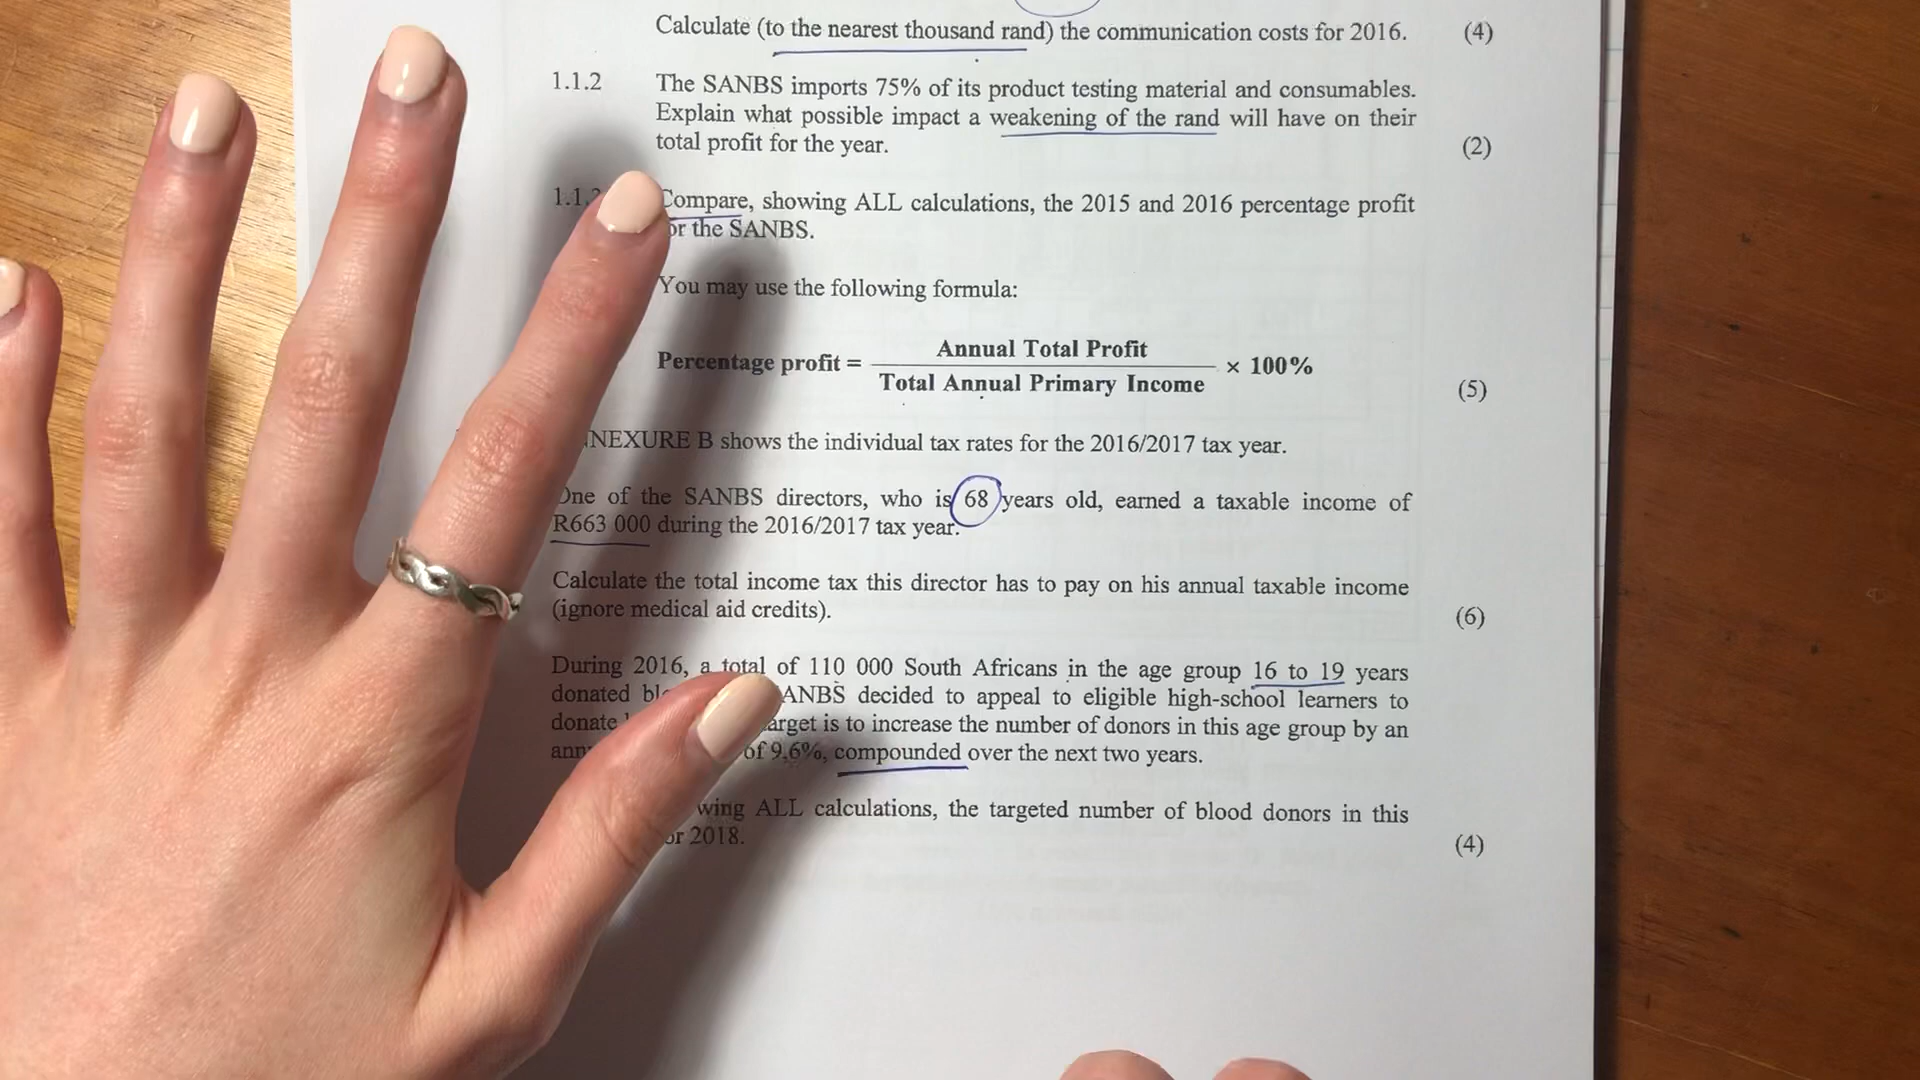 Calculate (to the nearest thousand rand) the communication costs for 2016. (4)
1.1.2 The SANBS imports 75% of its product testing material and consumables.
Explain what possible impact a weakening of the rand will have on their
total profit for the year. (2)
Compare, showing ALL calculations, the 2015 and 2016 percentage profit
the SANBS.
You may use the following formula:
Percentage profit = Annual Total Profit / Total Annual Primary Income × 100% (5)
B shows the individual tax rates for the 2016/2017 tax year.
One of the SANBS directors, who is 68 years old, earned a taxable income of
R663 000 during the 2016/2017 tax year.
Calculate the total income tax this director has to pay on his annual taxable income
(ignore medical aid credits). (6)
During 2016, a total of 110 000 South Africans in the age group 16 to 19 years
donated decided to appeal to eligible high-school learners to
donate is to increase the number of donors in this age group by an
of 9,6%, compounded over the next two years.
ALL calculations, the targeted number of blood donors in this
2018. (4)